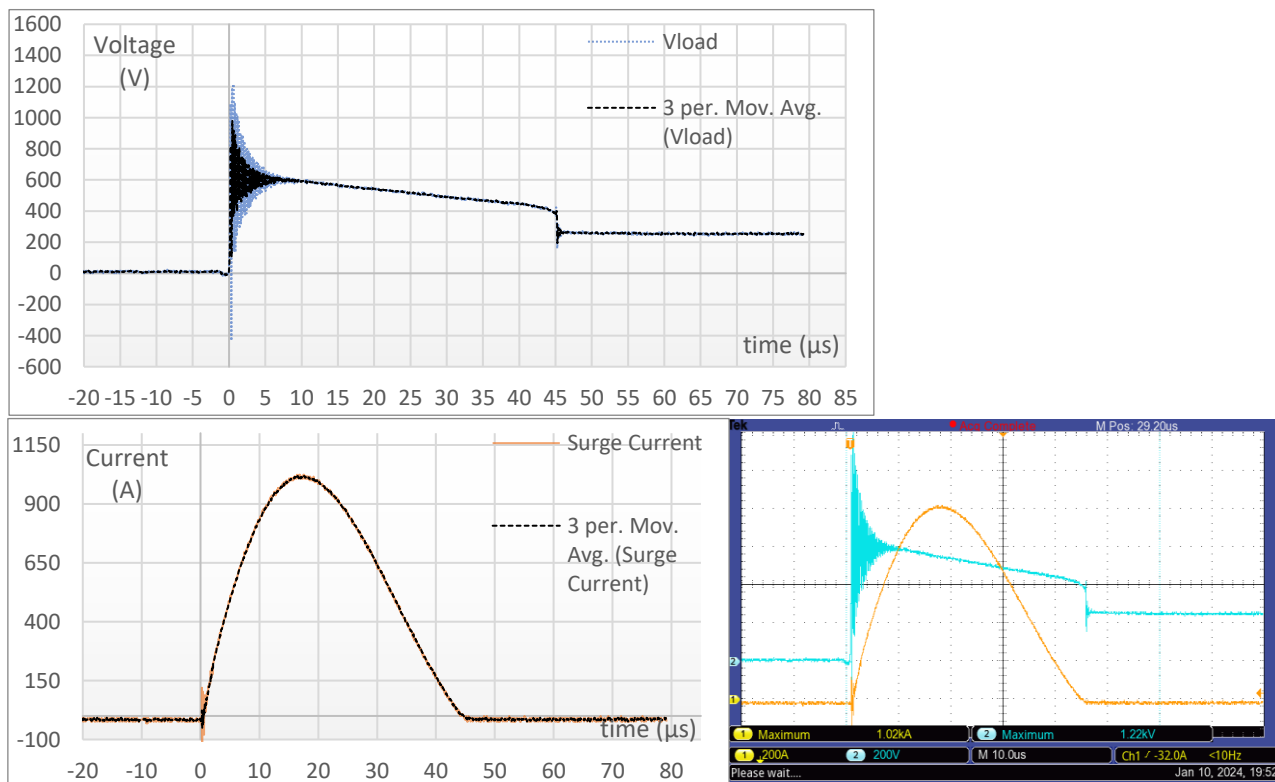 1600
1400
1200
1000
800
600
400
200
0
-200
-400
-600
Voltage
(V)
Vload
3 per. Mov. Avg.
(Vload)
time (µs)
-20 -15 -10 -5 0 5 10 15 20 25 30 35 40 45 50 55 60 65 70 75 80 85
1150
900
650
400
150
-100
Current
(A)
Surge Current
3 per. Mov.
Avg. (Surge
Current)
time (µs)
-20 -10 0 10 20 30 40 50 60 70 80
Tek
Acq Complete
M Pos: 29.20us
T
2
1
1 Maximum 1.02kA 2 Maximum 1.22kV
1 200A 2 200V M 10.0us Ch1 -32.0A <10Hz
Please wait.... Jan 10, 2024, 19:52